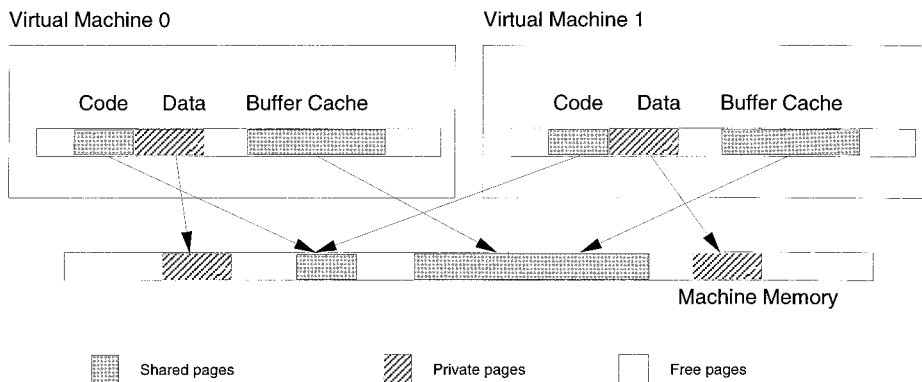 Virtual Machine 0
Virtual Machine 1
Code Data Buffer Cache
Code Data Buffer Cache
Machine Memory
Shared pages
Private pages
Free pages